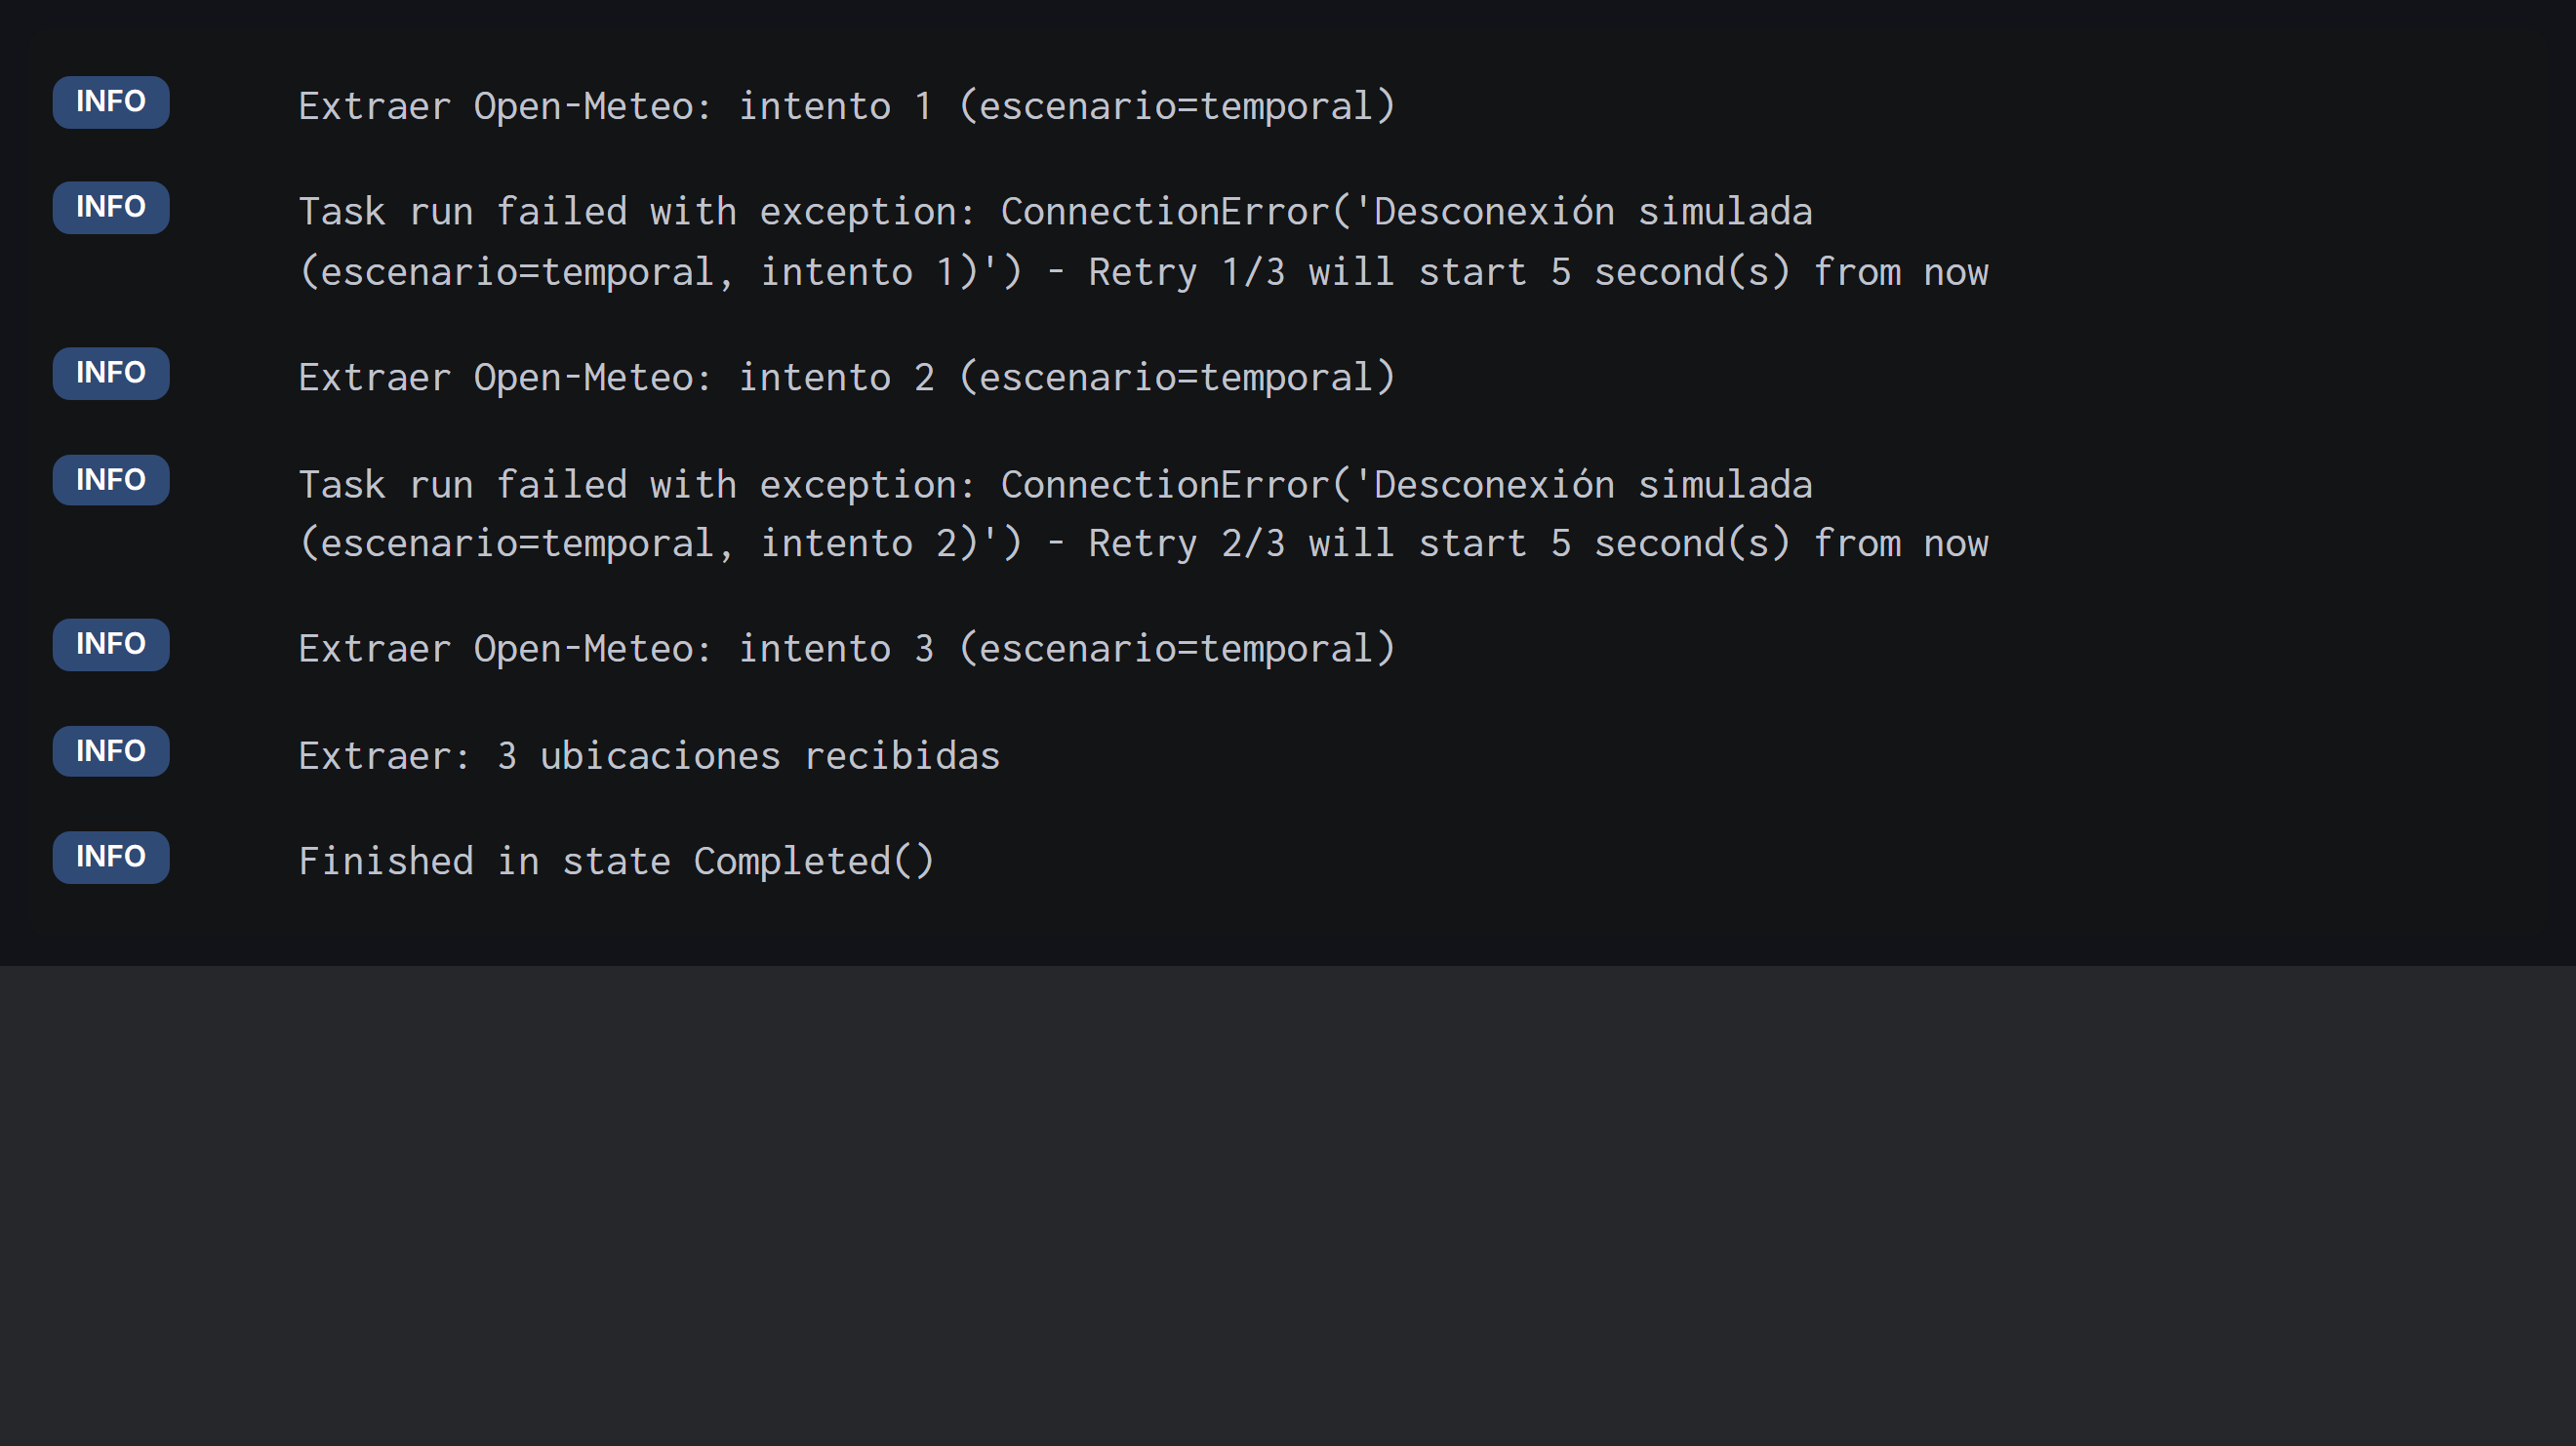 INFO Extraer Open-Meteo: intento 1 (escenario=temporal)
INFO Task run failed with exception: ConnectionError('Desconexión simulada
(escenario=temporal, intento 1)') - Retry 1/3 will start 5 second(s) from now
INFO Extraer Open-Meteo: intento 2 (escenario=temporal)
INFO Task run failed with exception: ConnectionError('Desconexión simulada
(escenario=temporal, intento 2)') - Retry 2/3 will start 5 second(s) from now
INFO Extraer Open-Meteo: intento 3 (escenario=temporal)
INFO Extraer: 3 ubicaciones recibidas
INFO Finished in state Completed()